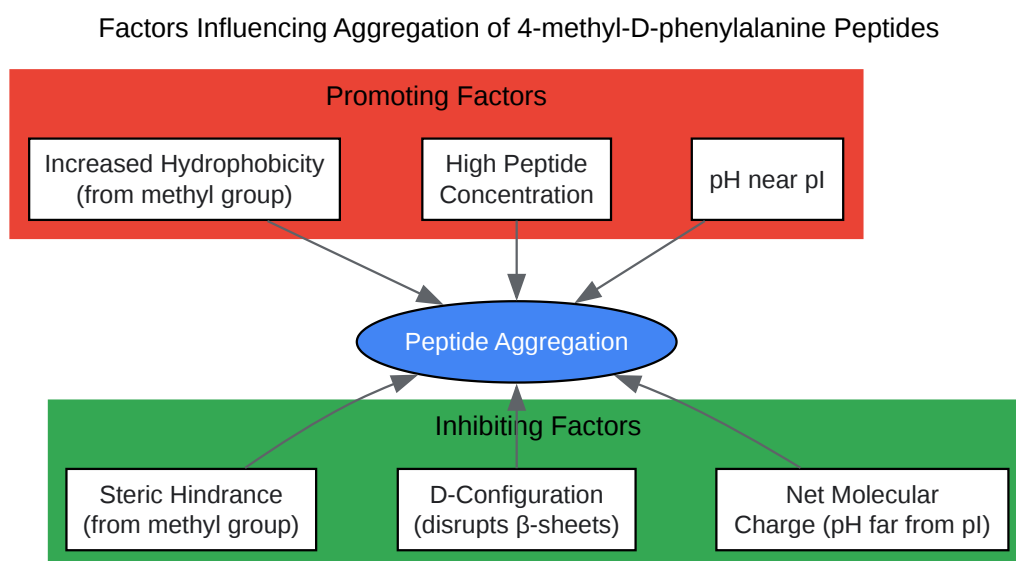 Factors Influencing Aggregation of 4-methyl-D-phenylalanine Peptides
Promoting Factors
Increased Hydrophobicity
(from methyl group)
High Peptide
Concentration
pH near pI
Peptide Aggregation
Inhibiting Factors
Steric Hindrance
(from methyl group)
D-Configuration
(disrupts β-sheets)
Net Molecular
Charge (pH far from pI)